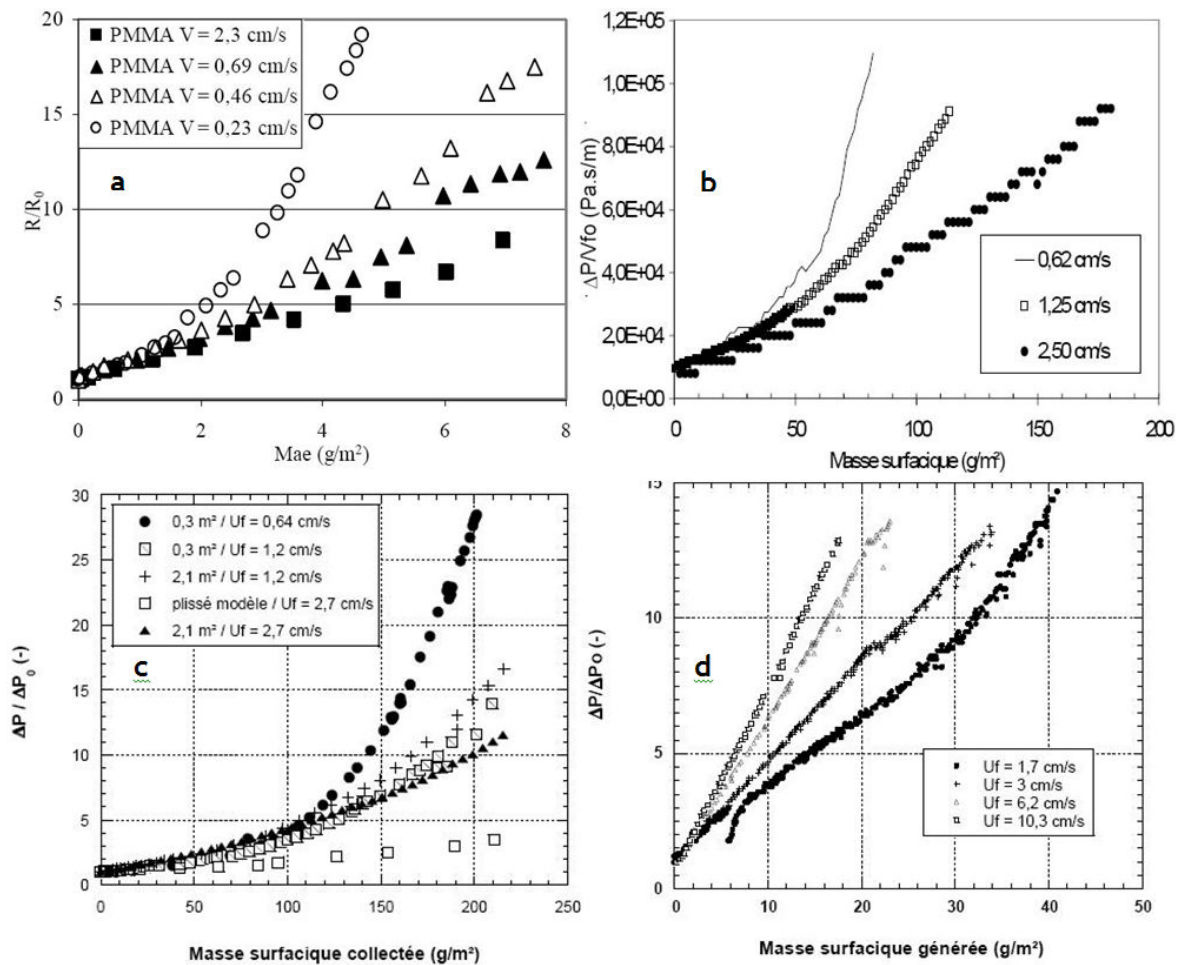 a
20
15
10
5
0
R/R₀
PMMA V = 2,3 cm/s
PMMA V = 0,69 cm/s
PMMA V = 0,46 cm/s
PMMA V = 0,23 cm/s
0 2 4 6 8
Mae (g/m²)
b
1,2E+05
1,0E+05
8,0E+04
6,0E+04
4,0E+04
2,0E+04
0,0E+00
ΔP/Vfo (Pa.s/m)
0,62 cm/s
1,25 cm/s
2,50 cm/s
0 50 100 150 200
Masse surfacique (g/m²)
c
30
25
20
15
10
5
0
ΔP / ΔP₀ (-)
0,3 m² / Uf = 0,64 cm/s
0,3 m² / Uf = 1,2 cm/s
2,1 m² / Uf = 1,2 cm/s
plissé modèle / Uf = 2,7 cm/s
2,1 m² / Uf = 2,7 cm/s
0 50 100 150 200 250
Masse surfacique collectée (g/m²)
d
15
10
5
0
ΔP/ΔPo (-)
Uf = 1,7 cm/s
Uf = 3 cm/s
Uf = 6,2 cm/s
Uf = 10,3 cm/s
0 10 20 30 40 50
Masse surfacique générée (g/m²)